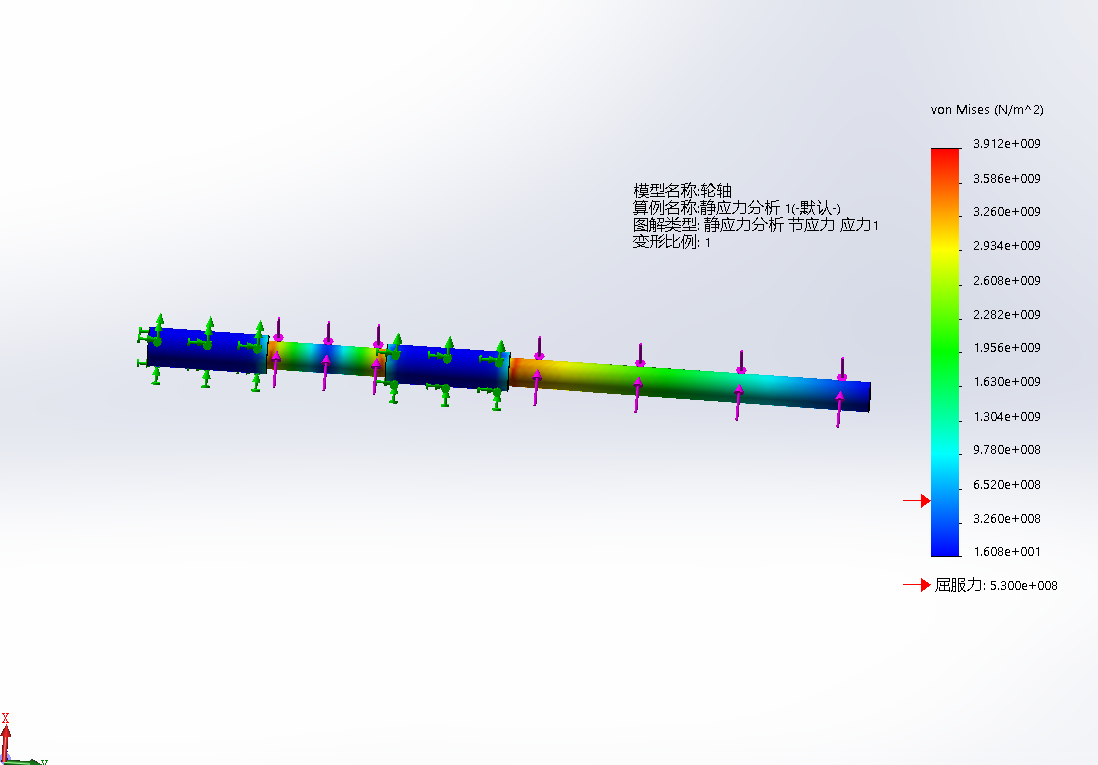 von Mises (N/m^2)
3.912e+009
3.586e+009
3.260e+009
2.934e+009
2.608e+009
2.282e+009
1.956e+009
1.630e+009
1.304e+009
9.780e+008
6.520e+008
3.260e+008
1.608e+001
屈服力: 5.300e+008
模型名称:轮轴
算例名称:静应力分析 1(-默认-)
图解类型: 静应力分析 节应力 应力1
变形比例: 1
X
Y